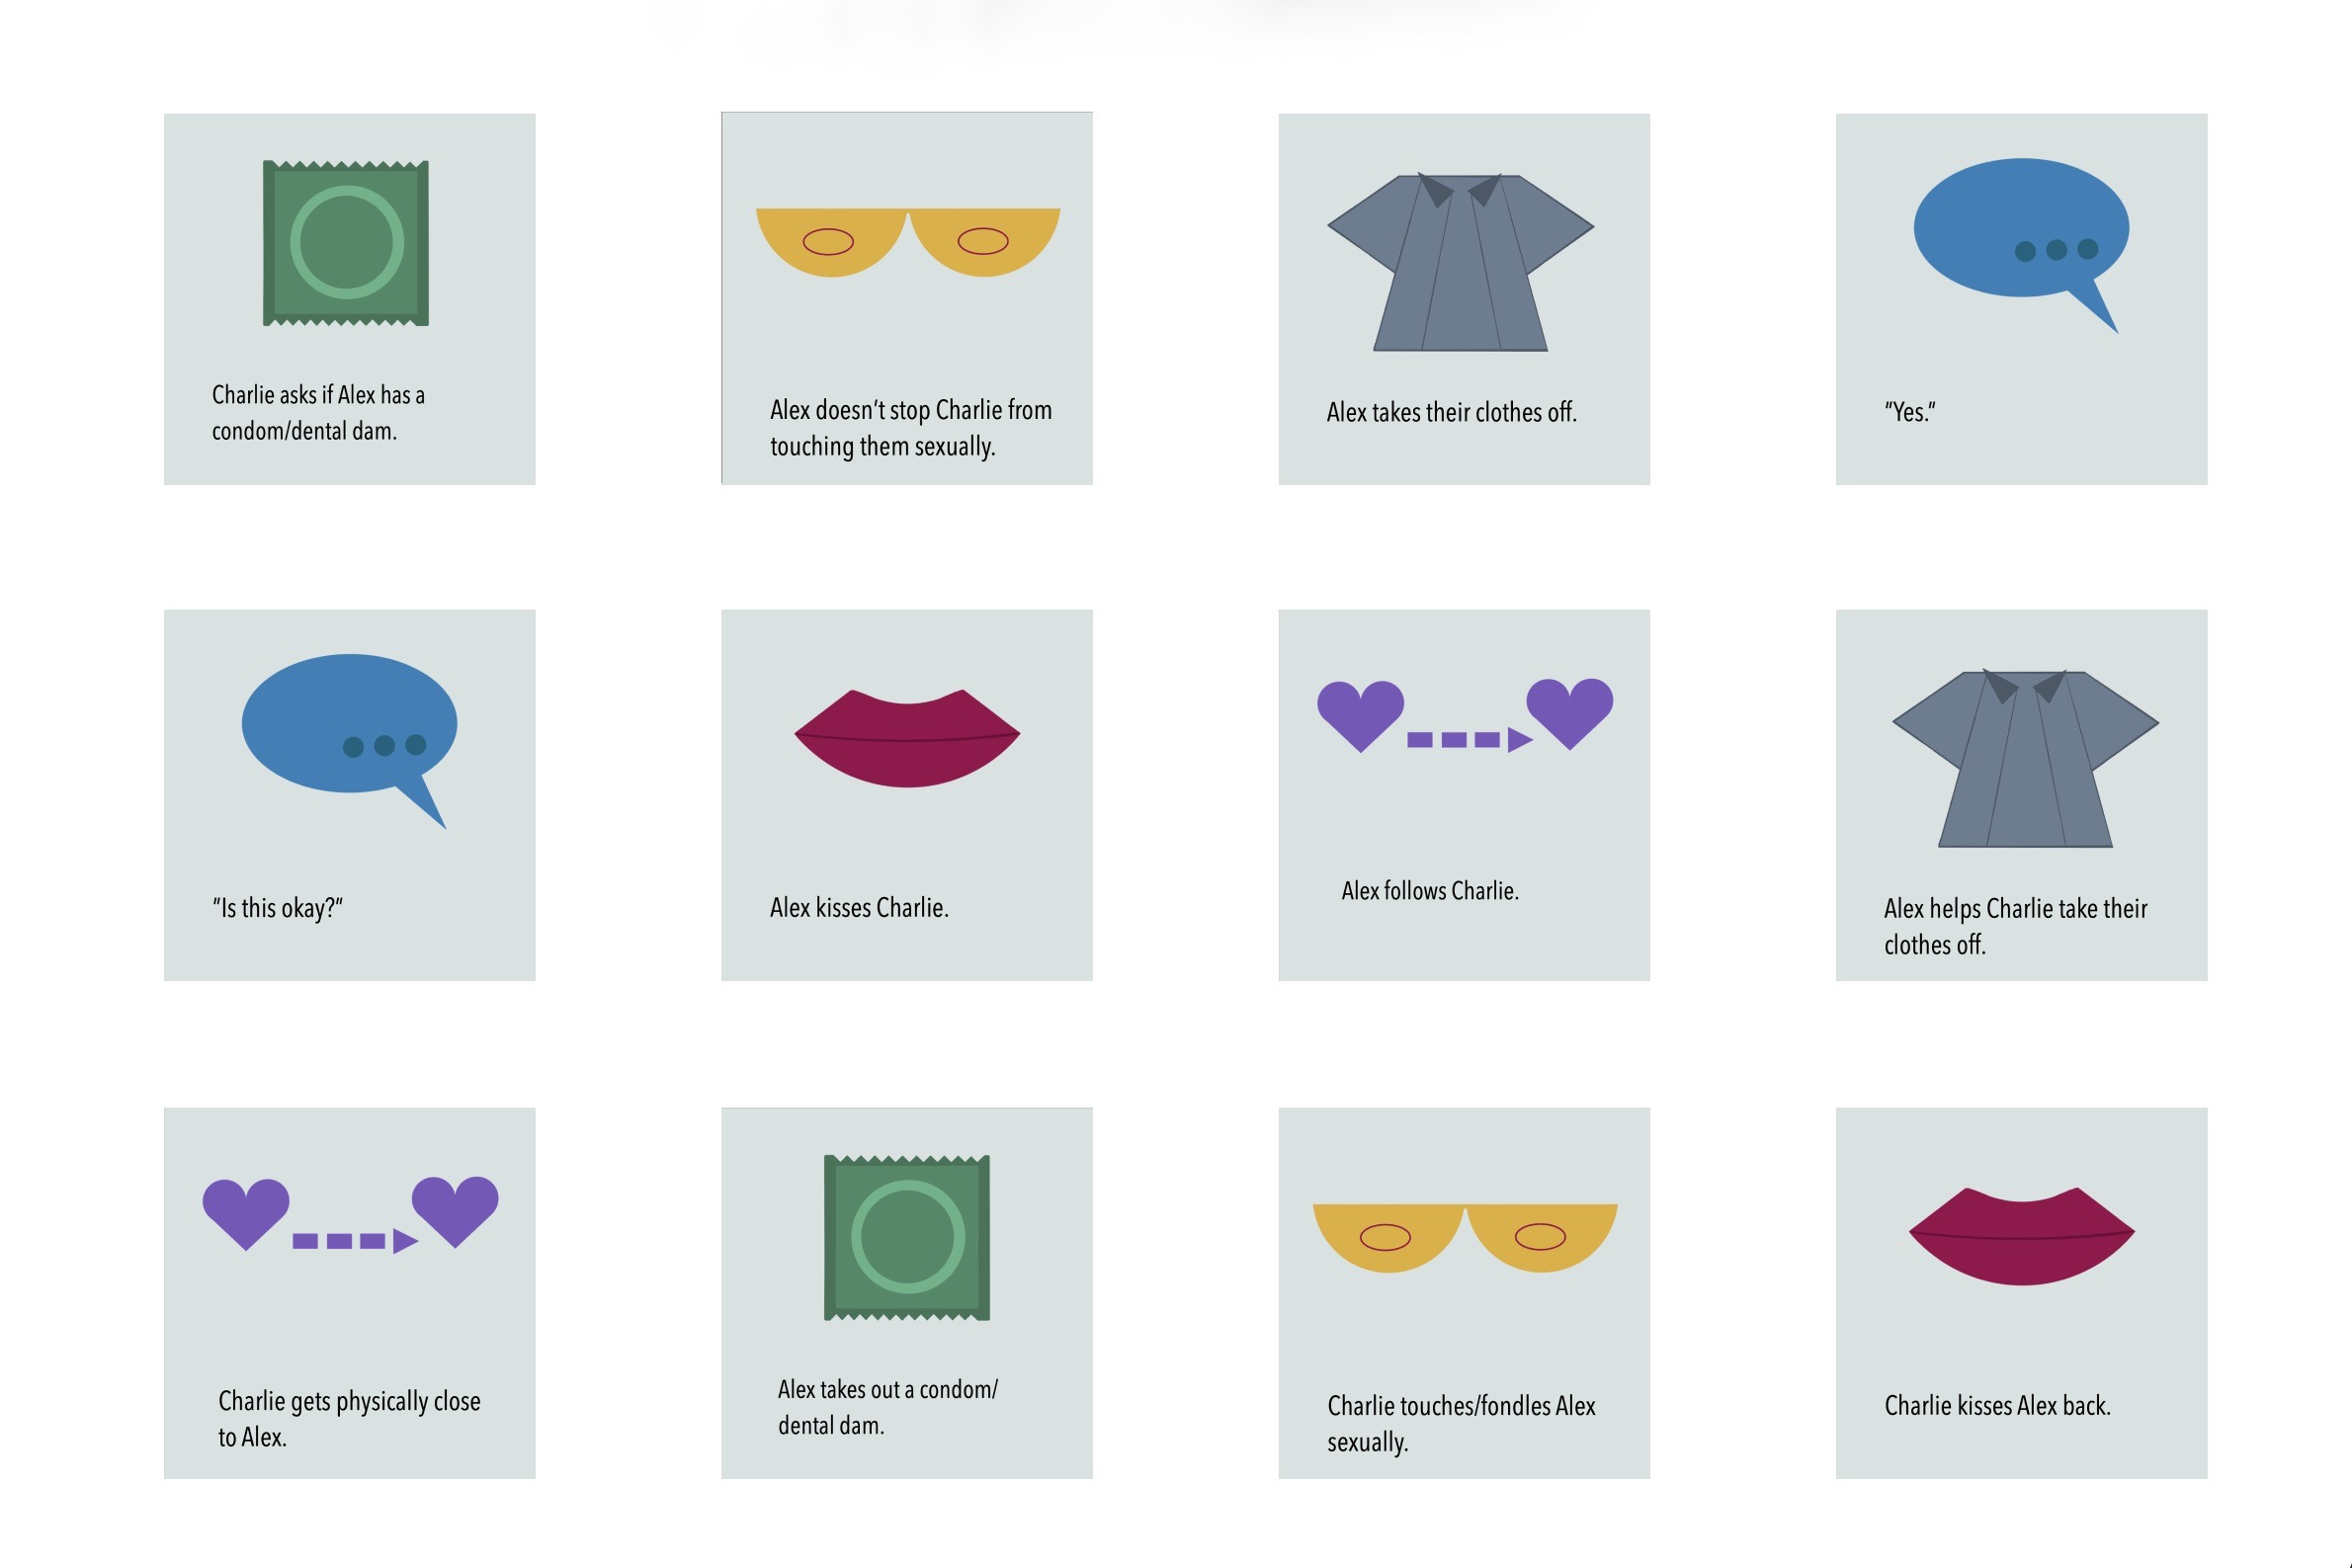 Charlie asks if Alex has a
condom/dental dam.
Alex doesn't stop Charlie from
touching them sexually.
Alex takes their clothes off.
"Yes."
"Is this okay?"
Alex kisses Charlie.
Alex follows Charlie.
Alex helps Charlie take their
clothes off.
Charlie gets physically close
to Alex.
Alex takes out a condom/
dental dam.
Charlie touches/fondles Alex
sexually.
Charlie kisses Alex back.